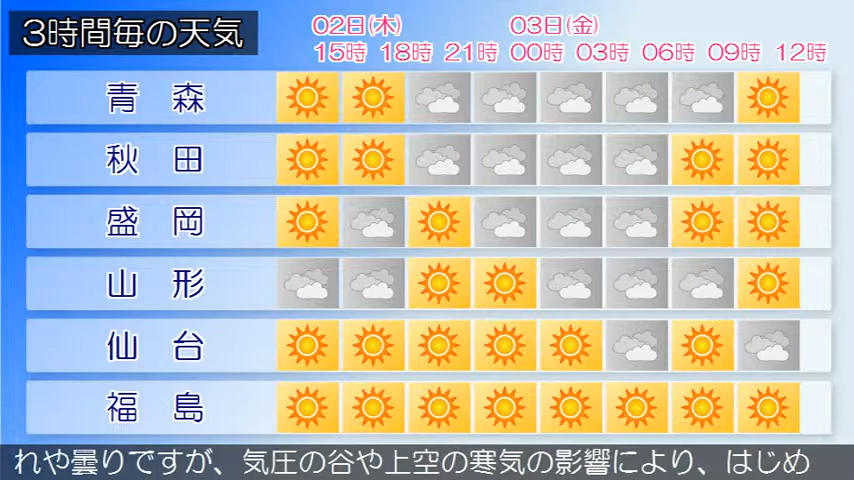 3時間毎の天気
02日(木) 03日(金)
15時 18時 21時 00時 03時 06時 09時 12時
青 森
秋 田
盛 岡
山 形
仙 台
福 島
れや曇りですが、気圧の谷や上空の寒気の影響により、はじめ